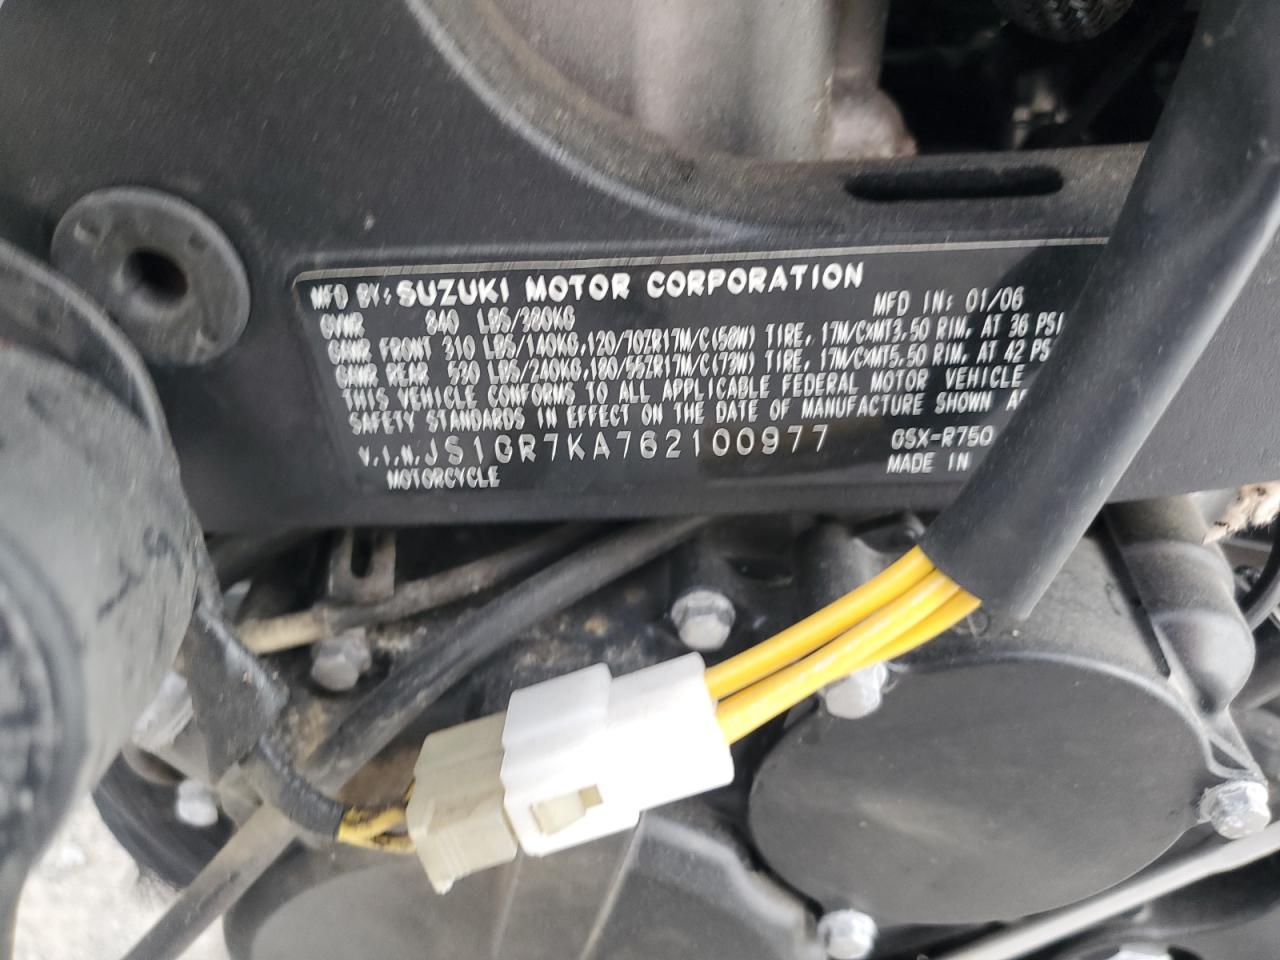 MFD BY: SUZUKI MOTOR CORPORATION
MFD IN: 01/06
GVWR 840 LBS/380KG
GAWR FRONT 310 LBS/140KG,120/70ZR17M/C(58W) TIRE, 17M/C×MT3.50 RIM, AT 36 PSI
GAWR REAR 530 LBS/240KG,180/55ZR17M/C(73W) TIRE, 17M/C×MT5.50 RIM, AT 42 PS
THIS VEHICLE CONFORMS TO ALL APPLICABLE FEDERAL MOTOR VEHICLE
SAFETY STANDARDS IN EFFECT ON THE DATE OF MANUFACTURE SHOWN
V.I.N. JS1GR7KA762100977 GSX-R750
MOTORCYCLE MADE IN